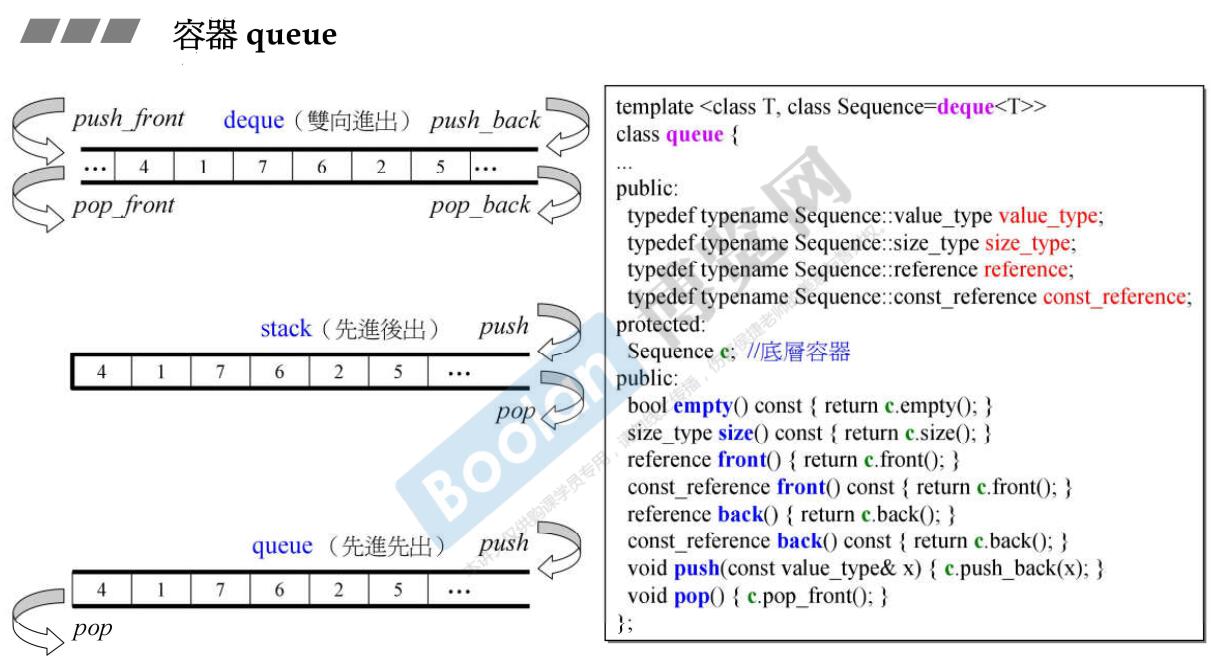 容器 queue
push_front deque（雙向進出） push_back
... 4 1 7 6 2 5 ...
pop_front pop_back
stack（先進後出） push
4 1 7 6 2 5 ...
pop
queue （先進先出） push
4 1 7 6 2 5 ...
pop
template <class T, class Sequence=deque<T>>
class queue {
...
public:
typedef typename Sequence::value_type value_type;
typedef typename Sequence::size_type size_type;
typedef typename Sequence::reference reference;
typedef typename Sequence::const_reference const_reference;
protected:
Sequence c; //底層容器
public:
bool empty() const { return c.empty(); }
size_type size() const { return c.size(); }
reference front() { return c.front(); }
const_reference front() const { return c.front(); }
reference back() { return c.back(); }
const_reference back() const { return c.back(); }
void push(const value_type& x) { c.push_back(x); }
void pop() { c.pop_front(); }
};
Boolan 博览网